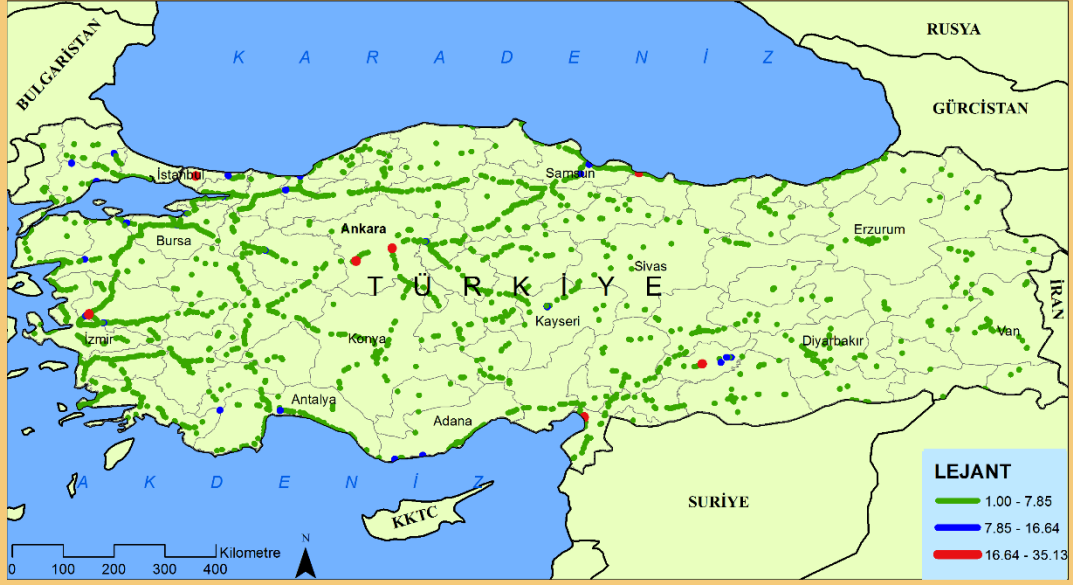 RUSYA
BULGARİSTAN
K A R A D E N İ Z
GÜRCİSTAN
İstanbul
Samsun
Ankara
Erzurum
Bursa
Sivas
T Ü R K İ Y E
İRAN
Kayseri
İzmir
Konya
Diyarbakır
Van
Antalya
Adana
A K D E N İ Z
LEJANT
1.00 - 7.85
7.85 - 16.64
16.64 - 35.13
SURİYE
KKTC
N
Kilometre
0 100 200 300 400